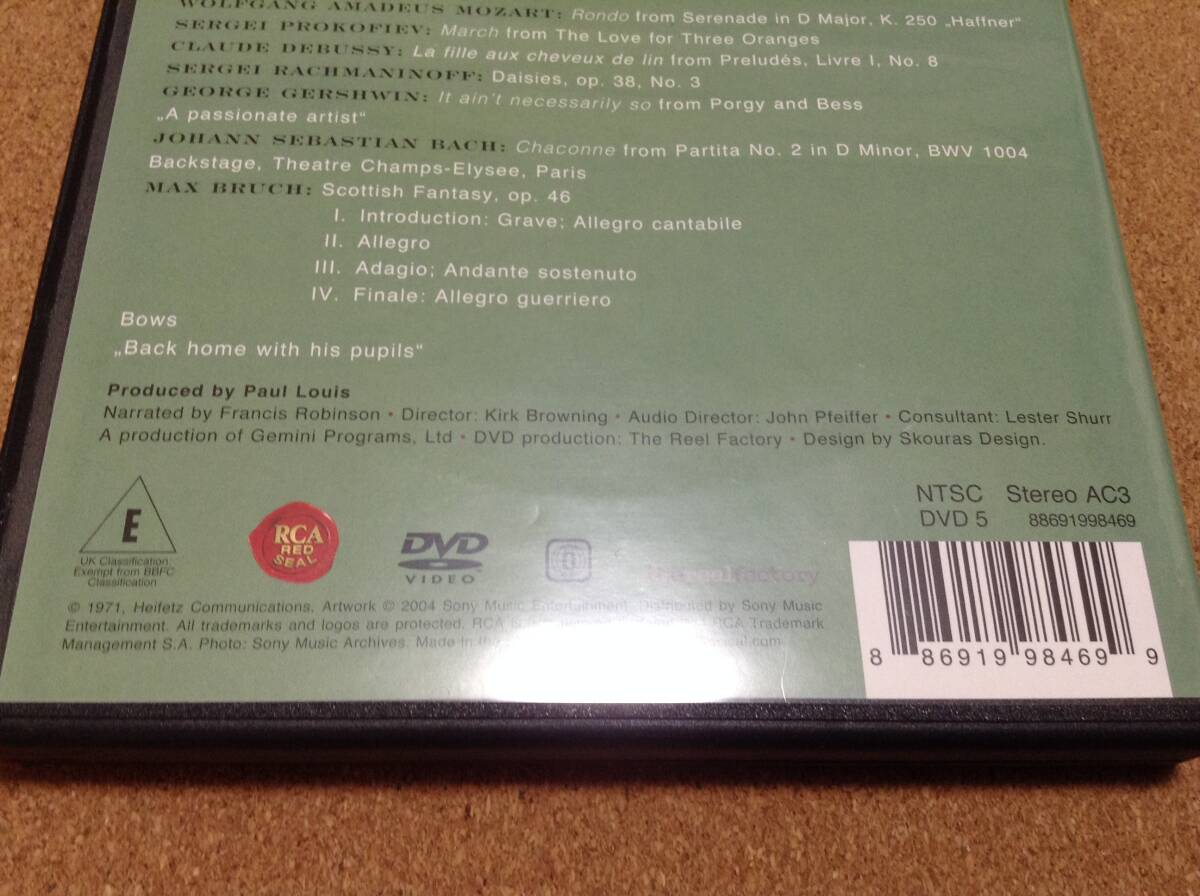 WOLFGANG AMADEUS MOZART: Rondo from Serenade in D Major, K. 250 „Haffner“
SERGEI PROKOFIEV: March from The Love for Three Oranges
CLAUDE DEBUSSY: La fille aux cheveux de lin from Preludés, Livre I, No. 8
SERGEI RACHMANINOFF: Daisies, op. 38, No. 3
GEORGE GERSHWIN: It ain't necessarily so from Porgy and Bess
„A passionate artist“
JOHANN SEBASTIAN BACH: Chaconne from Partita No. 2 in D Minor, BWV 1004
Backstage, Theatre Champs-Elysee, Paris
MAX BRUCH: Scottish Fantasy, op. 46
I. Introduction: Grave; Allegro cantabile
II. Allegro
III. Adagio; Andante sostenuto
IV. Finale: Allegro guerriero
Bows
„Back home with his pupils“
Produced by Paul Louis
Narrated by Francis Robinson • Director: Kirk Browning • Audio Director: John Pfeiffer • Consultant: Lester Shurr
A production of Gemini Programs, Ltd • DVD production: The Reel Factory • Design by Skouras Design.
NTSC Stereo AC3
DVD 5 88691998469
E
UK Classification:
Exempt from BBFC
Classification
RCA
RED
SEAL
DVD
VIDEO
the reel factory
© 1971, Heifetz Communications. Artwork © 2004 Sony Music Entertainment. Distributed by Sony Music
Entertainment. All trademarks and logos are protected. RCA Trademark
Management S.A. Photo: Sony Music Archives. Made in
8 86919 98469 9